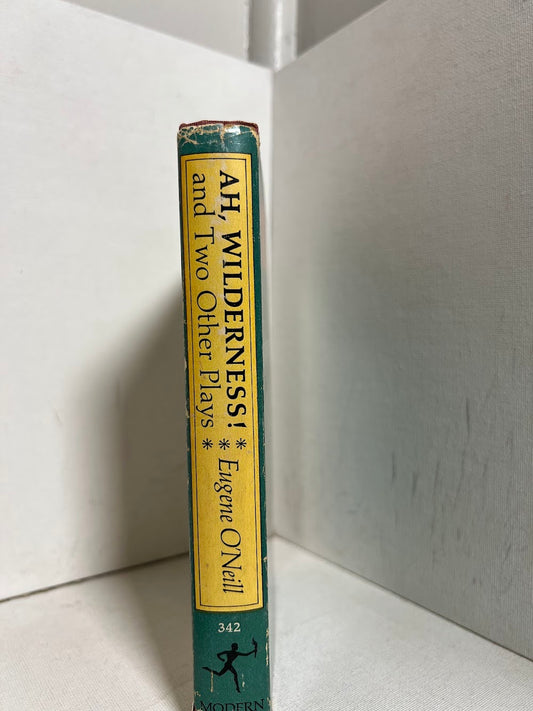 AH, WILDERNESS! *
and Two Other Plays *
* Eugene O'Neill
342
MODERN